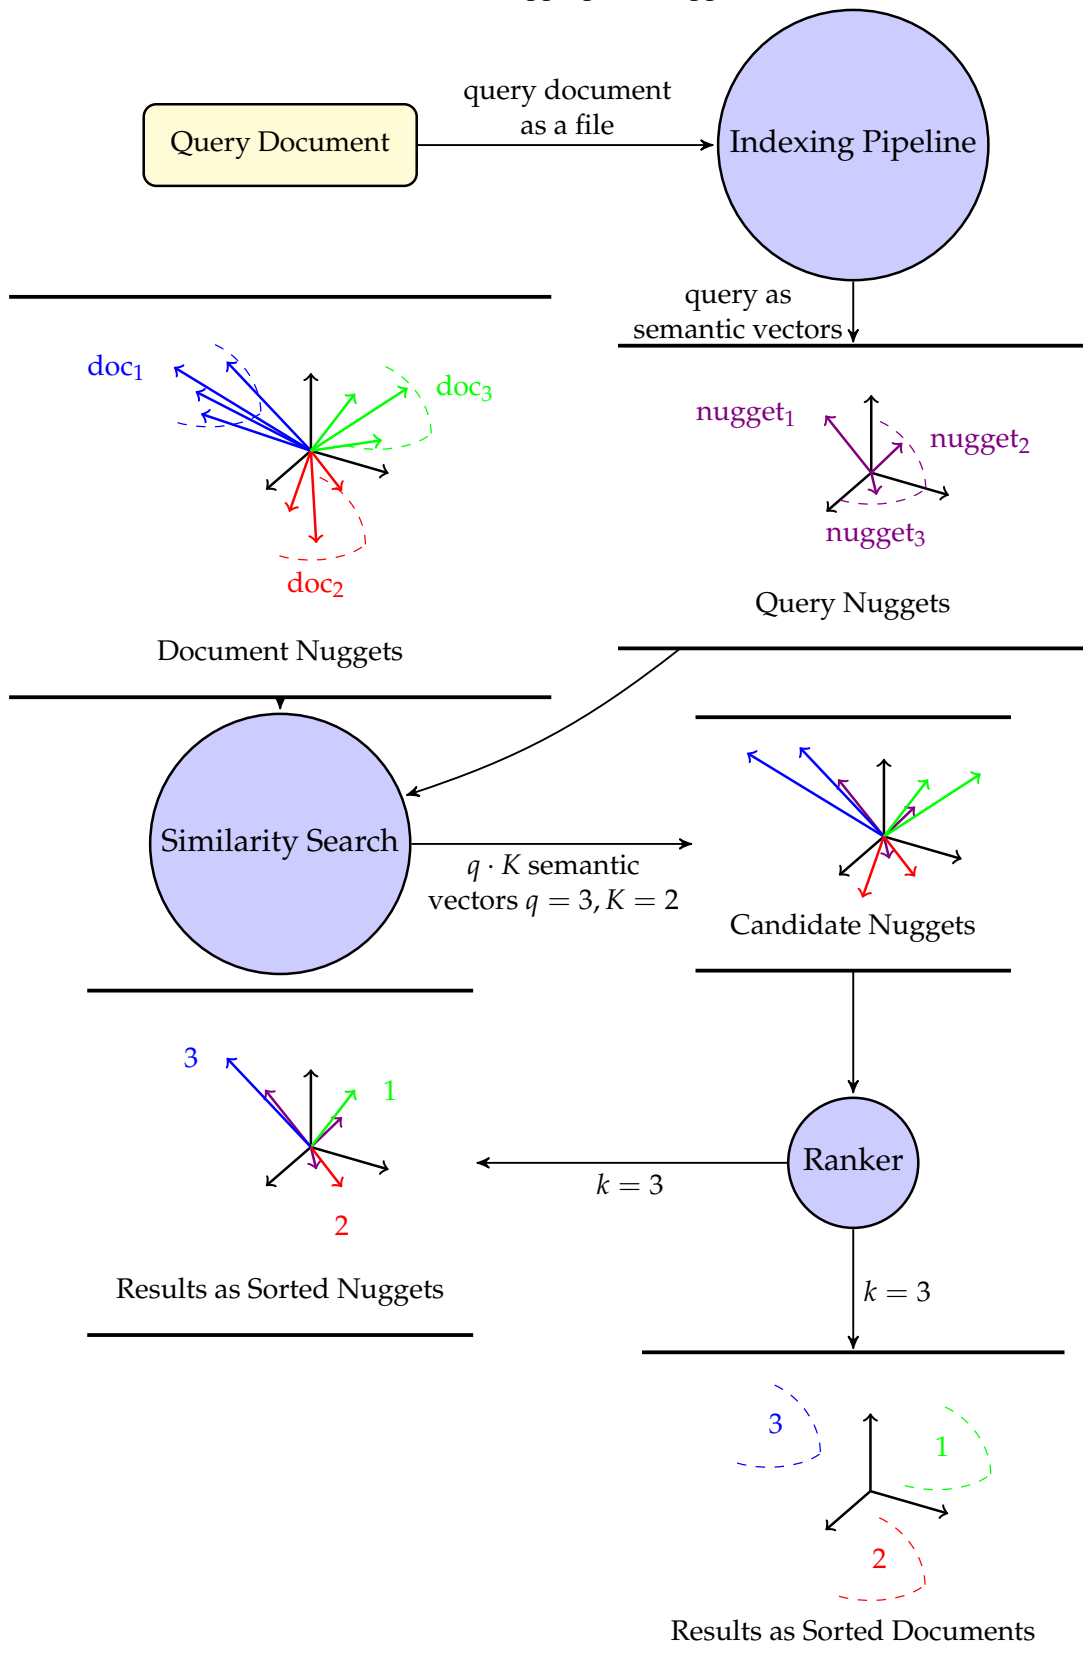 query document
as a file
Query Document
Indexing Pipeline
query as
semantic vectors
doc₁
doc₃
doc₂
Document Nuggets
nugget₁
nugget₂
nugget₃
Query Nuggets
Similarity Search
q · K semantic
vectors q = 3, K = 2
Candidate Nuggets
3
1
2
Results as Sorted Nuggets
Ranker
k = 3
k = 3
3
1
2
Results as Sorted Documents